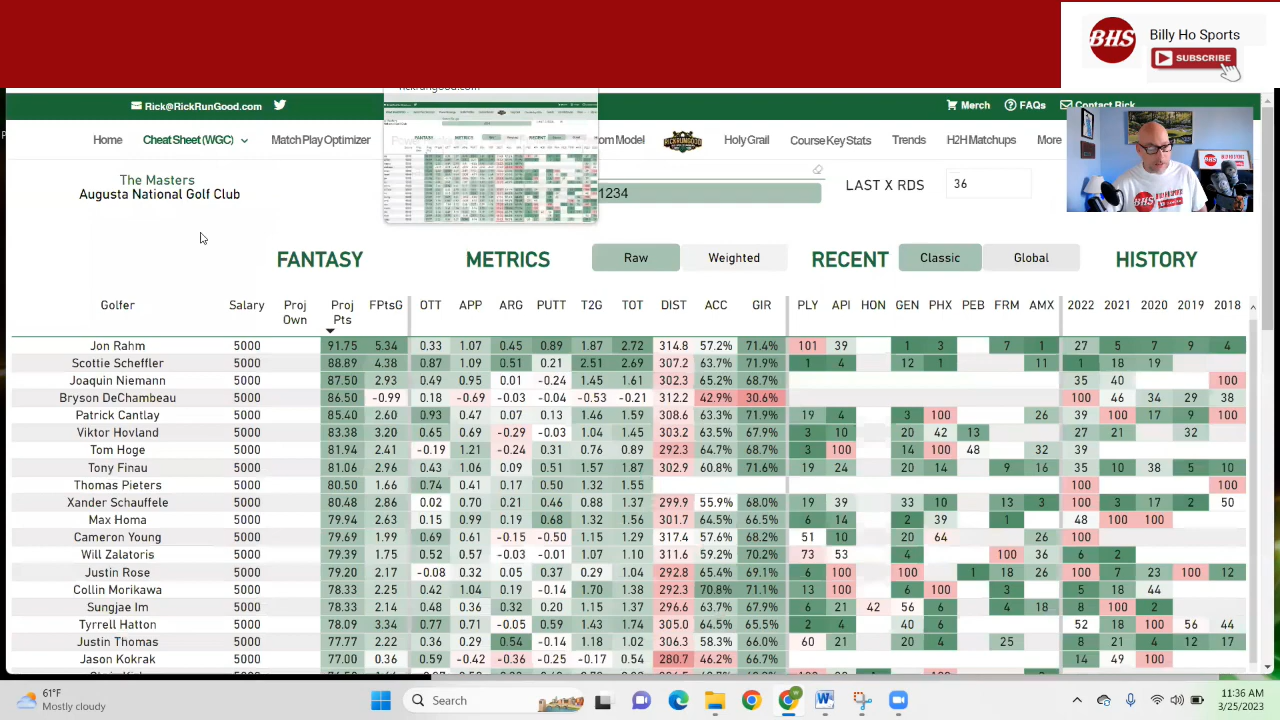 BHS
Billy Ho Sports
SUBSCRIBE
Rick@RickRunGood.com
Merch
FAQs
Contact Rick
Home
Cheat Sheet (WGC)
Match Play Optimizer
om Model
Holy Grail
Course Key Stats
Trends
H2H Matchups
More
The Masters
Augusta National Golf Club
1234
LAST X RDS 36
FANTASY METRICS Raw Weighted RECENT Classic Global HISTORY
Golfer Salary Proj Own Proj Pts FPtsG OTT APP ARG PUTT T2G TOT DIST ACC GIR PLY API HON GEN PHX PEB FRM AMX 2022 2021 2020 2019 2018
Jon Rahm 5000 91.75 5.34 0.33 1.07 0.45 0.89 1.87 2.72 314.8 57.2% 71.4% 101 39 1 3 7 1 27 5 7 9 4
Scottie Scheffler 5000 88.89 4.38 0.87 1.09 0.51 0.21 2.51 2.69 307.2 63.7% 71.9% 1 4 12 1 11 1 18 19
Joaquin Niemann 5000 87.50 2.93 0.49 0.95 0.01 -0.24 1.45 1.61 302.3 65.2% 68.7% 35 40 100
Bryson DeChambeau 5000 86.50 -0.99 0.18 -0.69 -0.03 -0.04 -0.53 -0.21 312.2 42.9% 30.6% 100 46 34 29 38
Patrick Cantlay 5000 85.40 2.60 0.93 0.47 0.07 0.13 1.46 1.59 308.6 63.3% 71.9% 19 4 3 100 26 39 100 17 9 100
Viktor Hovland 5000 83.38 3.20 0.65 0.69 -0.29 -0.03 1.04 1.45 303.2 63.5% 67.9% 3 10 20 42 13 27 21 32
Tom Hoge 5000 81.94 2.41 -0.19 1.21 -0.24 0.31 0.76 0.89 292.3 64.7% 68.7% 3 100 14 100 48 32 39
Tony Finau 5000 81.06 2.96 0.43 1.06 0.09 0.51 1.57 1.87 302.9 60.8% 71.6% 19 24 20 14 9 16 35 10 38 5 10
Thomas Pieters 5000 80.50 1.66 0.74 0.41 0.17 0.50 1.32 1.55 100 100
Xander Schauffele 5000 80.48 2.86 0.02 0.70 0.21 0.46 0.88 1.37 299.9 55.9% 68.0% 19 39 33 10 13 3 100 3 17 2 50
Max Homa 5000 79.94 2.63 0.15 0.99 0.19 0.68 1.32 1.56 301.7 64.5% 66.5% 6 14 2 39 1 48 100 100
Cameron Young 5000 79.69 1.99 0.69 0.61 -0.15 -0.50 1.15 1.29 317.4 57.6% 68.2% 51 10 20 64 26 100
Will Zalatoris 5000 79.39 1.75 0.52 0.57 -0.03 -0.01 1.07 1.10 311.6 62.2% 70.2% 73 53 4 100 36 6 2
Justin Rose 5000 79.20 2.17 -0.08 0.32 0.05 0.37 0.29 1.04 292.8 65.4% 69.1% 6 100 100 1 18 26 100 7 23 100 12
Collin Morikawa 5000 78.33 2.25 0.42 1.04 0.19 -0.14 1.70 1.38 292.3 70.8% 71.1% 13 100 6 100 3 5 18 44
Sungjae Im 5000 78.33 2.14 0.48 0.36 0.32 0.20 1.15 1.37 296.6 63.7% 67.9% 6 21 42 56 6 4 18 8 100 2
Tyrrell Hatton 5000 78.09 3.34 0.77 0.71 -0.05 0.59 1.43 1.74 305.0 64.5% 65.5% 2 4 40 6 52 18 100 56 44
Justin Thomas 5000 77.77 2.22 0.36 0.29 0.54 -0.14 1.18 1.02 306.3 58.3% 66.0% 60 21 20 4 25 8 21 4 12 17
Jason Kokrak 5000 77.00 0.36 0.59 -0.42 -0.36 -0.25 -0.17 0.54 280.7 46.2% 66.7% 14 49 100
61°F
Mostly cloudy
Search
11:36 AM
3/25/2023